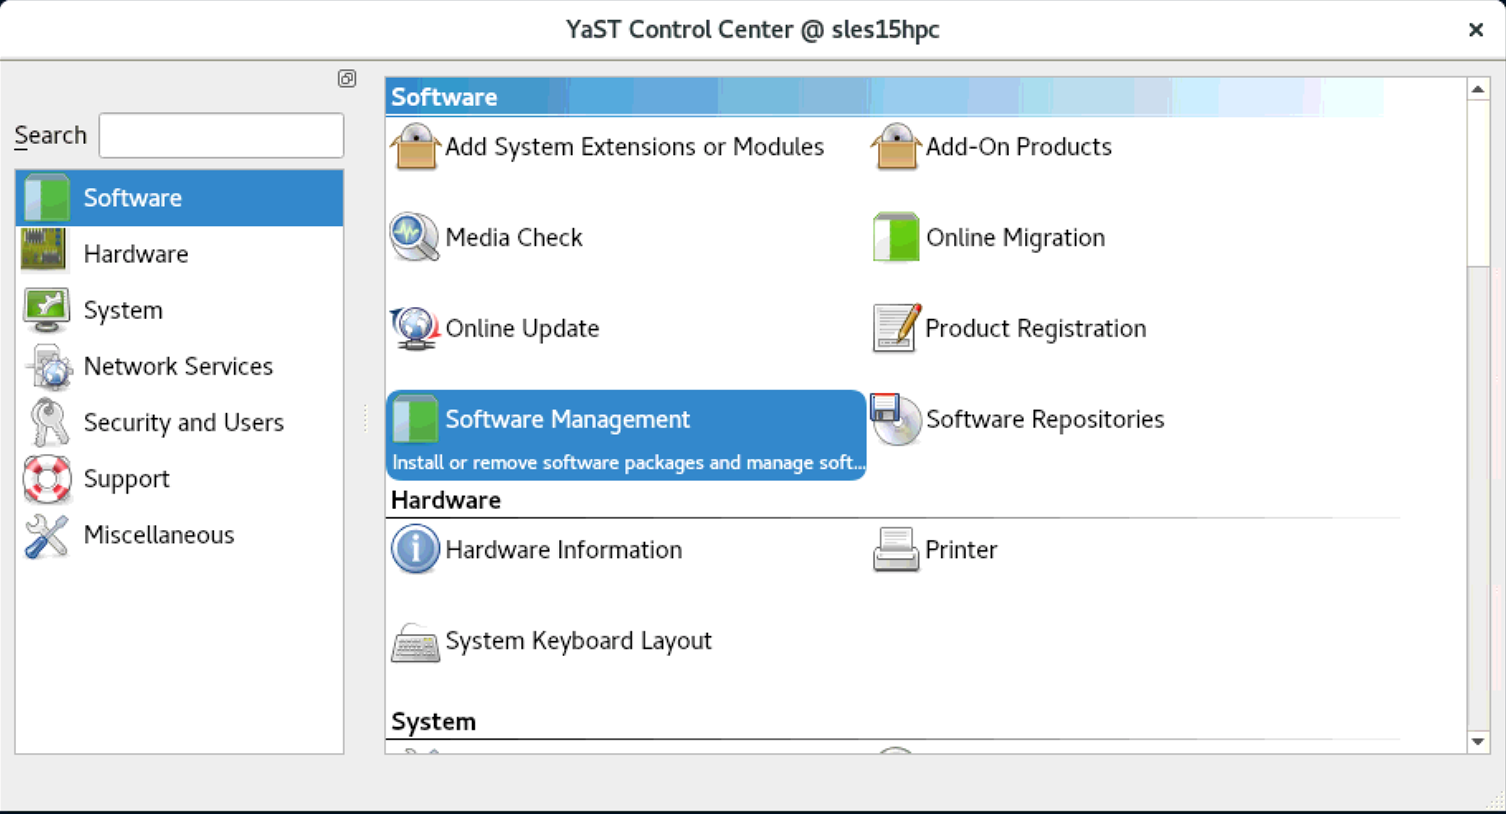 YaST Control Center @ sles15hpc
Search
Software
Hardware
System
Network Services
Security and Users
Support
Miscellaneous
Software
Add System Extensions or Modules
Add-On Products
Media Check
Online Migration
Online Update
Product Registration
Software Management
Install or remove software packages and manage soft...
Software Repositories
Hardware
Hardware Information
Printer
System Keyboard Layout
System